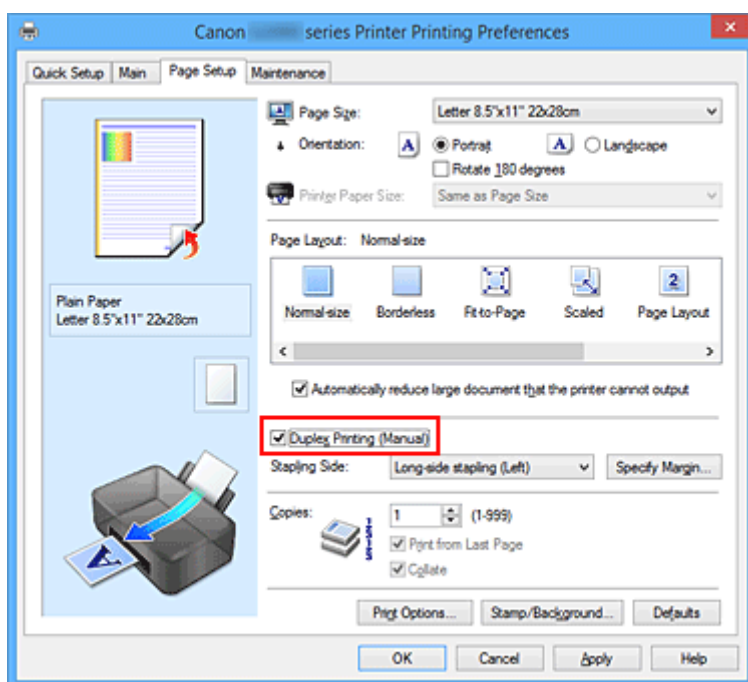 Canon series Printer Printing Preferences
Quick Setup Main Page Setup Maintenance
Page Size: Letter 8.5"x11" 22x28cm
Orientation: A Portrait A Landscape
Rotate 180 degrees
Printer Paper Size: Same as Page Size
Page Layout: Normal-size
2
Normal-size Borderless Fit-to-Page Scaled Page Layout
Plain Paper
Letter 8.5"x11" 22x28cm
Automatically reduce large document that the printer cannot output
Duplex Printing (Manual)
Stapling Side: Long-side stapling (Left) Specify Margin...
Copies: 1 (1-999)
Print from Last Page
Collate
A
Print Options... Stamp/Background... Defaults
OK Cancel Apply Help